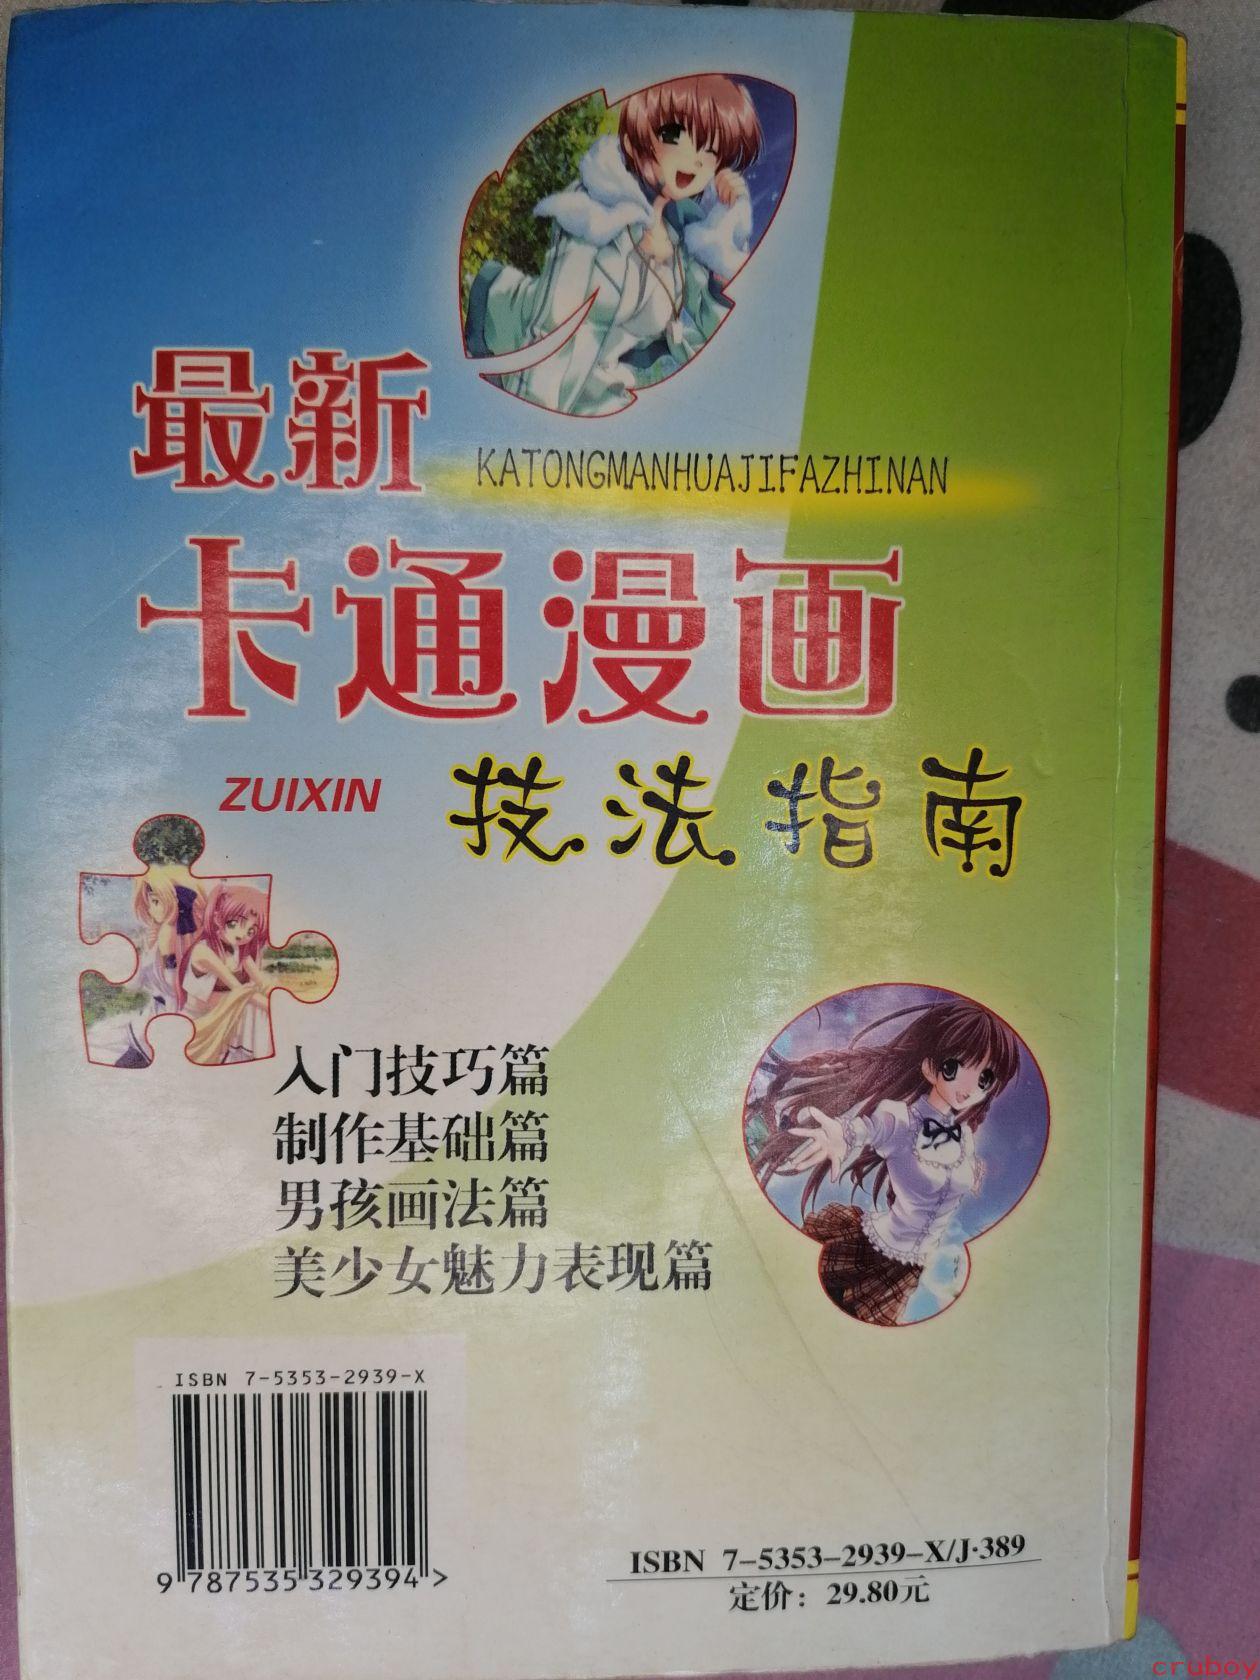 最新
KATONGMANHUAJIFAZHINAN
卡通漫画
ZUIXIN
技法指南
入门技巧篇
制作基础篇
男孩画法篇
美少女魅力表现篇
ISBN 7-5353-2939-X
9 787535 329394 >
ISBN 7-5353-2939-X/J·389
定价：29.80元
cruboy